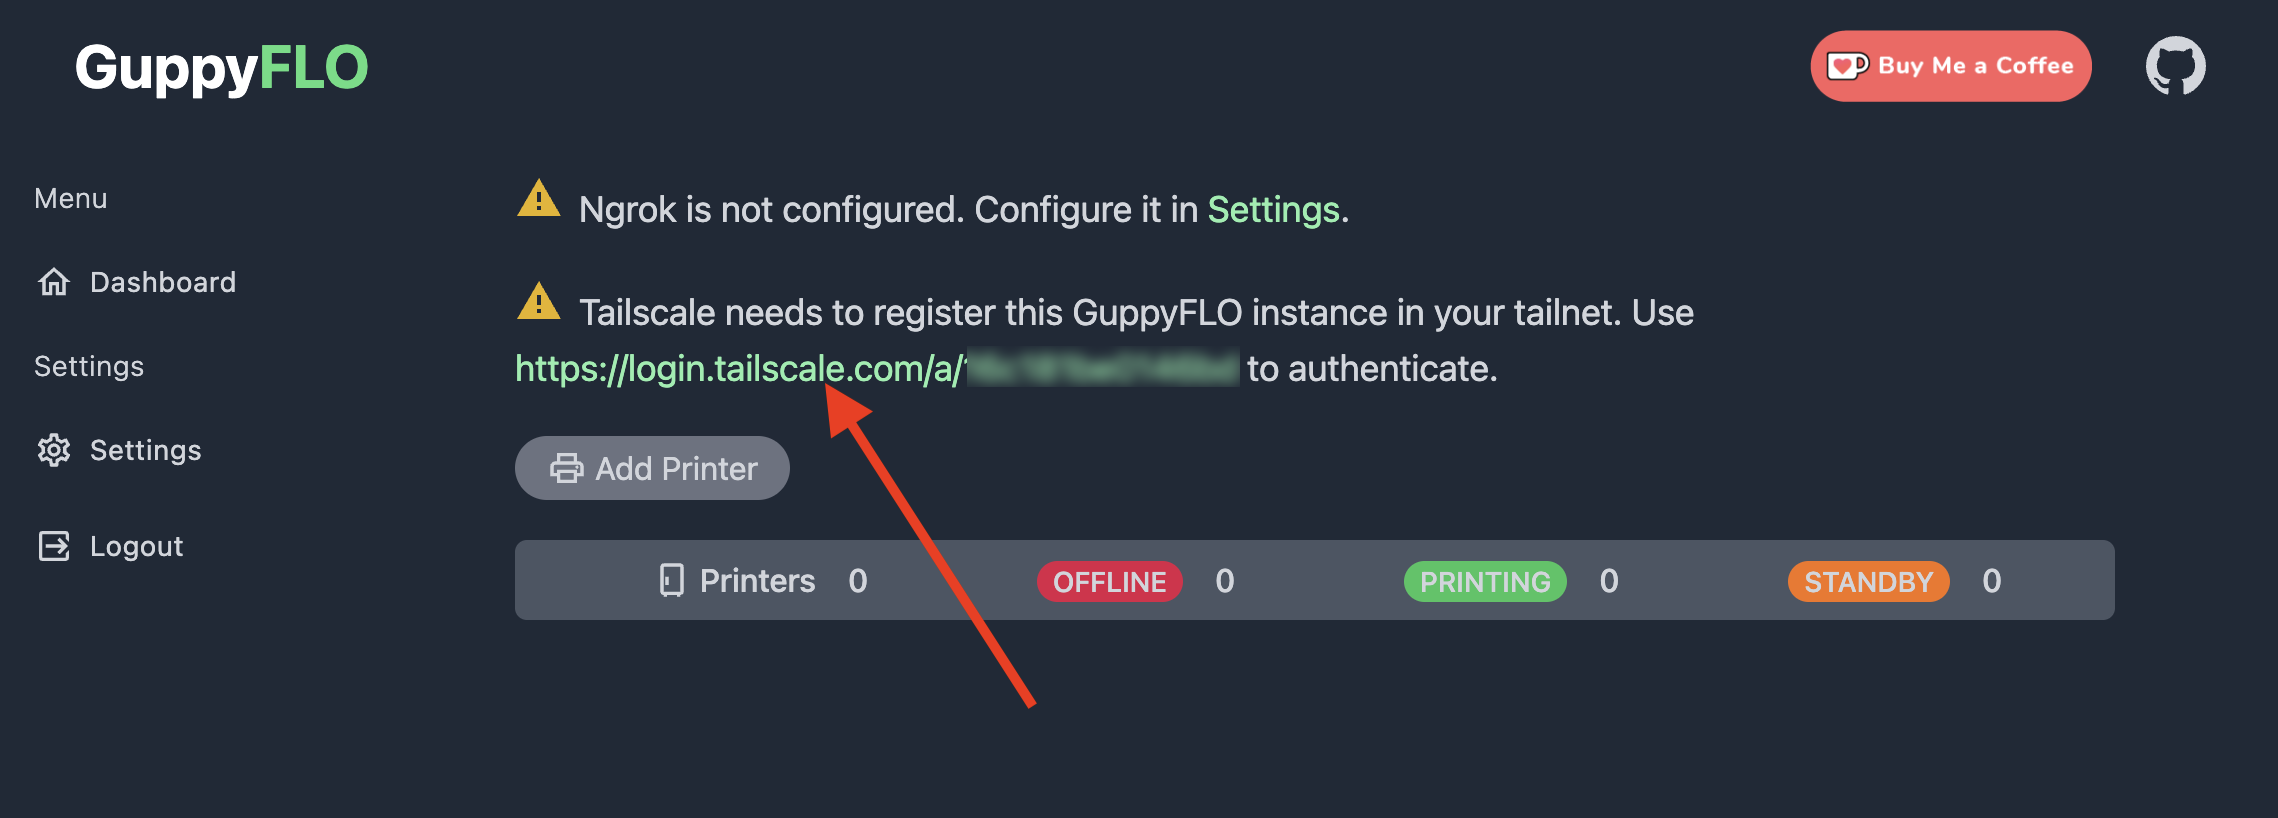 GuppyFLO
Buy Me a Coffee
Menu
Dashboard
Settings
Settings
Logout
Ngrok is not configured. Configure it in Settings.
Tailscale needs to register this GuppyFLO instance in your tailnet. Use
https://login.tailscale.com/a/ to authenticate.
Add Printer
Printers 0 OFFLINE 0 PRINTING 0 STANDBY 0